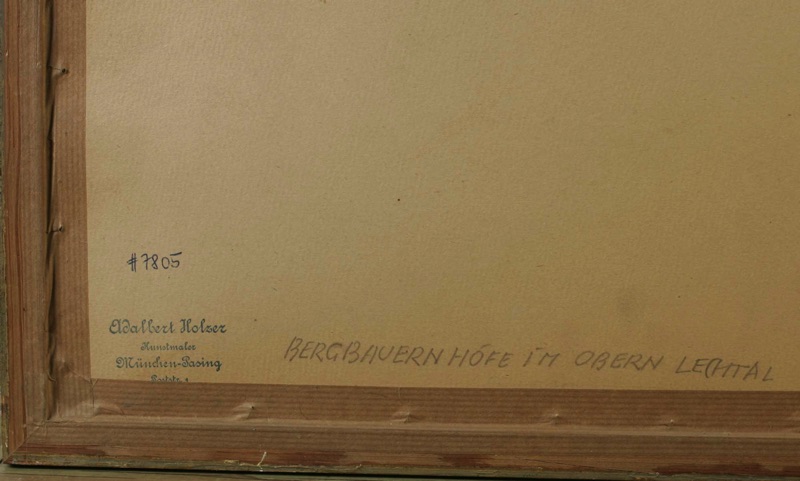 #7805
Adalbert Holzer
Kunstmaler
München-Pasing
BERGBAUERNHÖFE IM OBERN LECHTAL